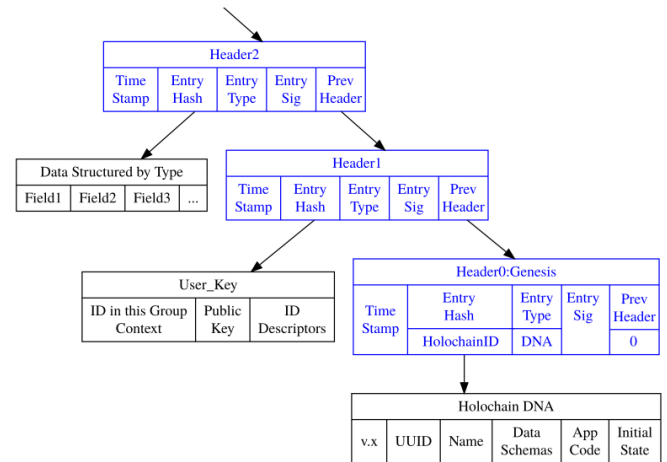 Header2
Time Entry Entry Entry Prev
Stamp Hash Type Sig Header
Data Structured by Type
Field1 Field2 Field3 ...
Header1
Time Entry Entry Entry Prev
Stamp Hash Type Sig Header
User_Key
ID in this Group Public ID
Context Key Descriptors
Header0:Genesis
Time Entry Entry Entry Prev
Stamp Hash Type Sig Header
HolochainID DNA 0
Holochain DNA
v.x UUID Name Data App Initial
Schemas Code State